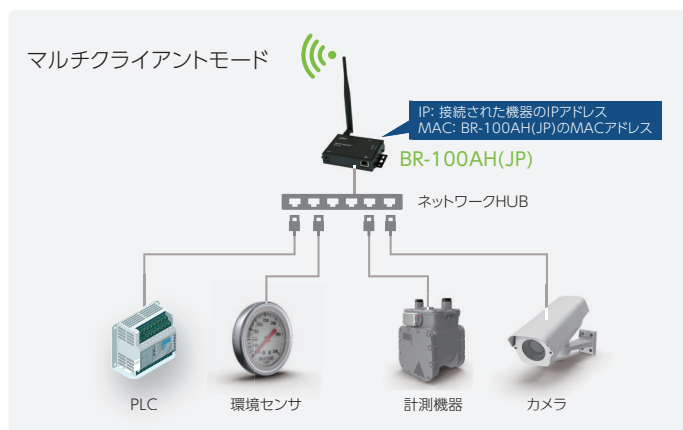 マルチクライアントモード
IP: 接続された機器のIPアドレス
MAC: BR-100AH(JP)のMACアドレス
BR-100AH(JP)
ネットワークHUB
PLC
環境センサ
計測機器
カメラ